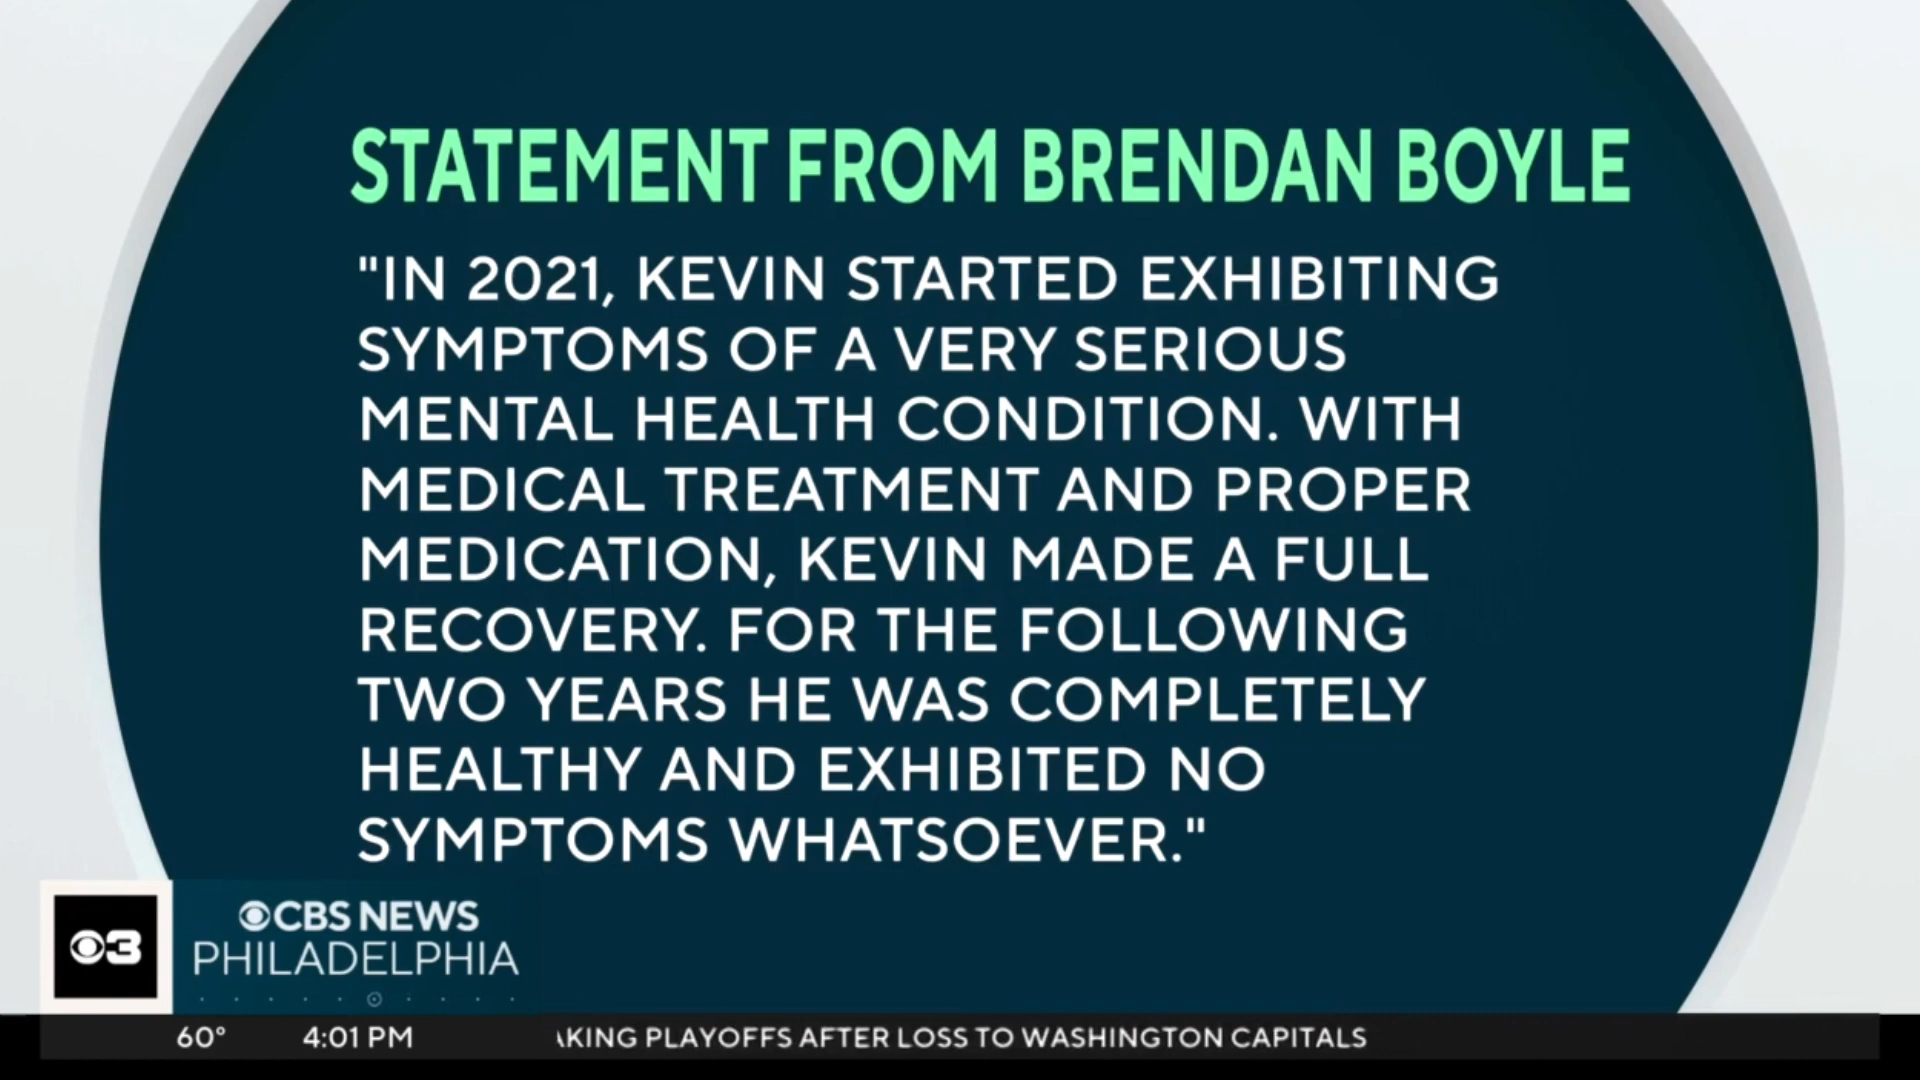 STATEMENT FROM BRENDAN BOYLE
"IN 2021, KEVIN STARTED EXHIBITING
SYMPTOMS OF A VERY SERIOUS
MENTAL HEALTH CONDITION. WITH
MEDICAL TREATMENT AND PROPER
MEDICATION, KEVIN MADE A FULL
RECOVERY. FOR THE FOLLOWING
TWO YEARS HE WAS COMPLETELY
HEALTHY AND EXHIBITED NO
SYMPTOMS WHATSOEVER."
3
CBS NEWS
PHILADELPHIA
60° 4:01 PM AKING PLAYOFFS AFTER LOSS TO WASHINGTON CAPITALS